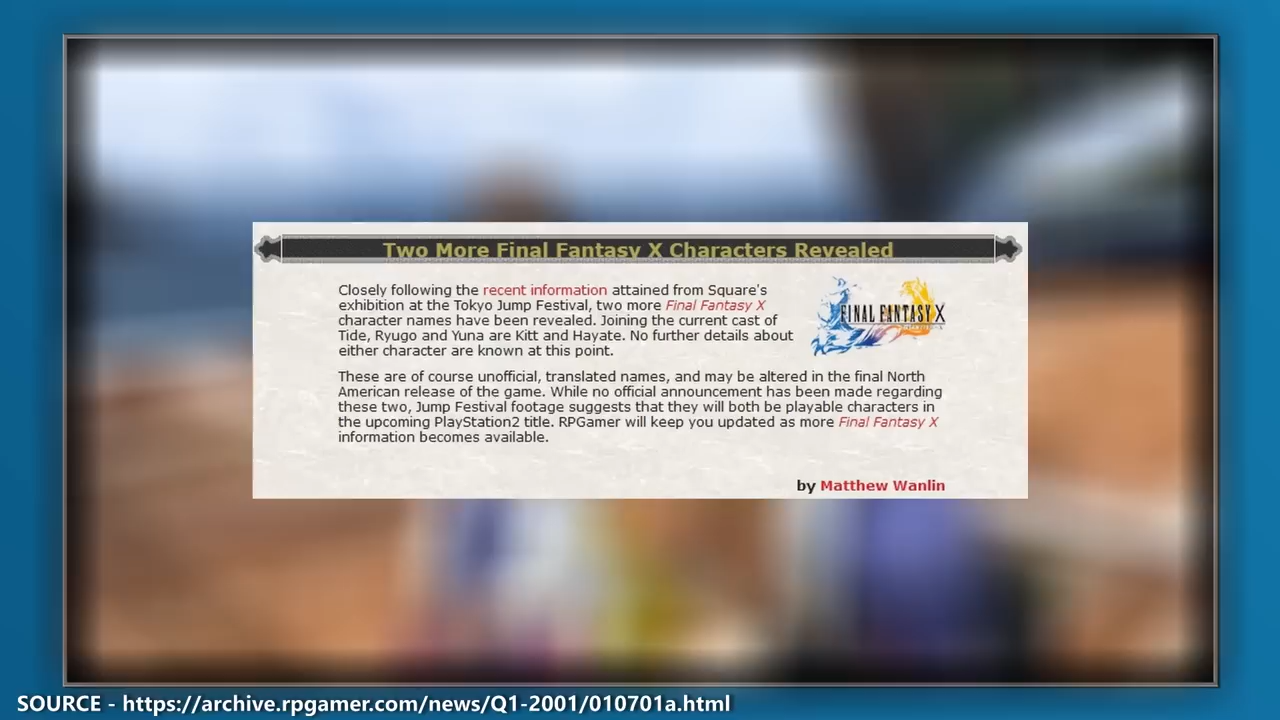 Two More Final Fantasy X Characters Revealed
Closely following the recent information attained from Square's
exhibition at the Tokyo Jump Festival, two more Final Fantasy X
character names have been revealed. Joining the current cast of
Tide, Ryugo and Yuna are Kitt and Hayate. No further details about
either character are known at this point.
FINAL FANTASY X
These are of course unofficial, translated names, and may be altered in the final North
American release of the game. While no official announcement has been made regarding
these two, Jump Festival footage suggests that they will both be playable characters in
the upcoming PlayStation2 title. RPGamer will keep you updated as more Final Fantasy X
information becomes available.
by Matthew Wanlin
SOURCE - https://archive.rpgamer.com/news/Q1-2001/010701a.html